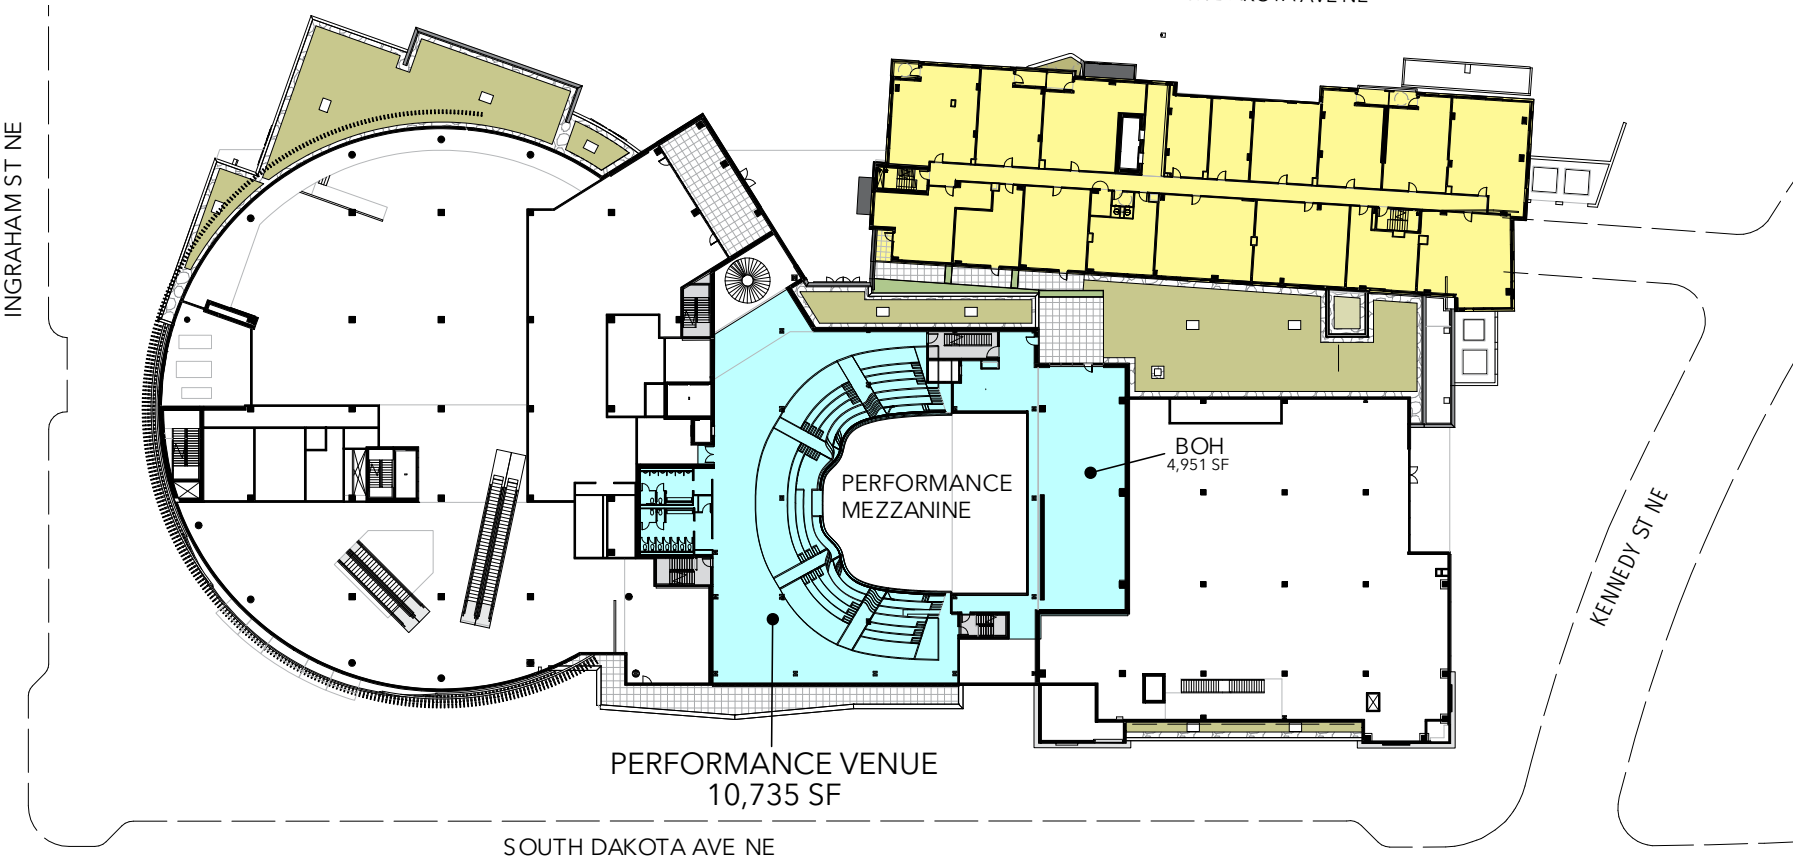 INGRAHAM ST NE
BOH
4,951 SF
PERFORMANCE
MEZZANINE
KENNEDY ST NE
PERFORMANCE VENUE
10,735 SF
SOUTH DAKOTA AVE NE